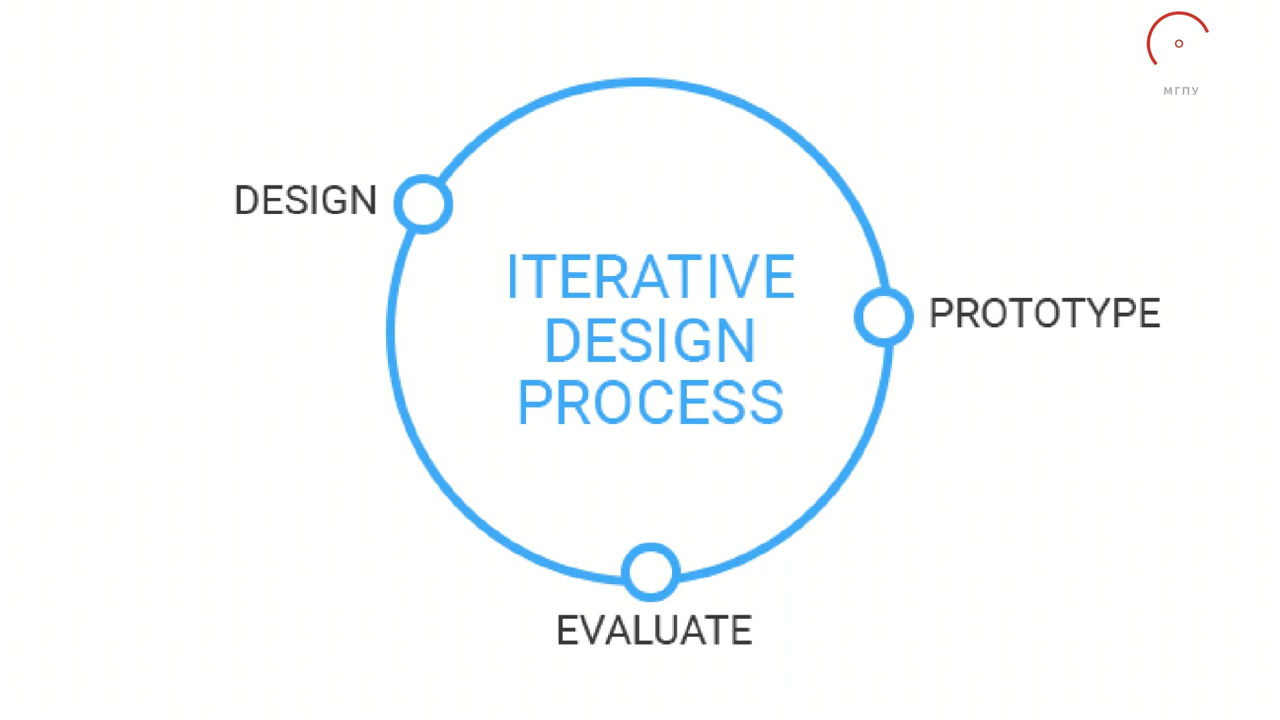 МГПУ
DESIGN
ITERATIVE
DESIGN
PROCESS
PROTOTYPE
EVALUATE